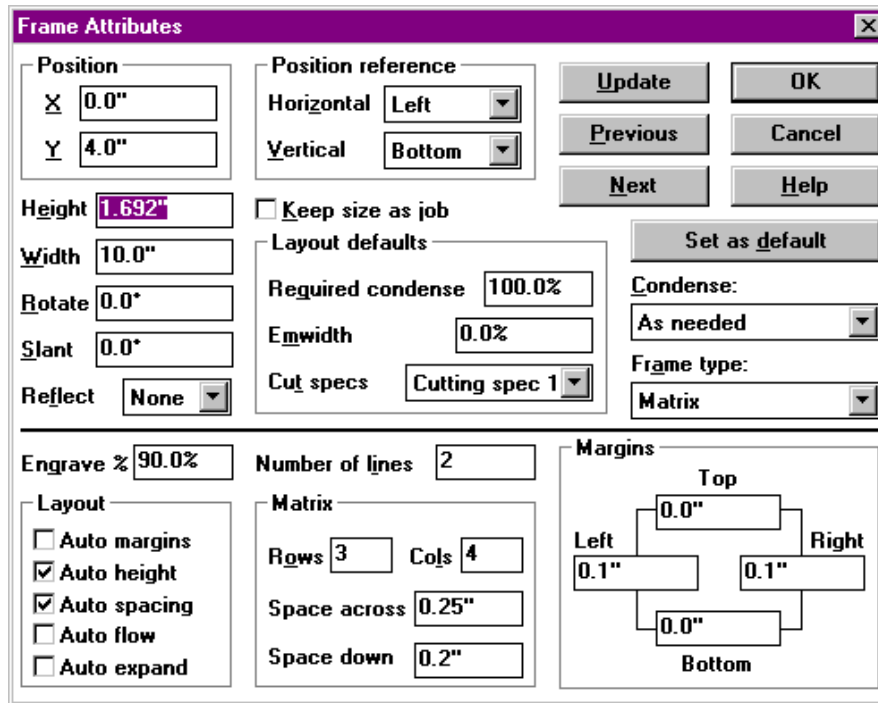 Frame Attributes
Position
X 0.0"
Y 4.0"
Position reference
Horizontal Left
Vertical Bottom
Update
OK
Previous
Cancel
Next
Help
Height 1.692"
Width 10.0"
Rotate 0.0°
Slant 0.0°
Reflect None
Keep size as job
Layout defaults
Required condense 100.0%
Emwidth 0.0%
Cut specs Cutting spec 1
Set as default
Condense:
As needed
Frame type:
Matrix
Engrave % 90.0%
Number of lines 2
Layout
Auto margins
Auto height
Auto spacing
Auto flow
Auto expand
Matrix
Rows 3 Cols 4
Space across 0.25"
Space down 0.2"
Margins
Top
0.0"
Left
0.1"
Right
0.1"
0.0"
Bottom